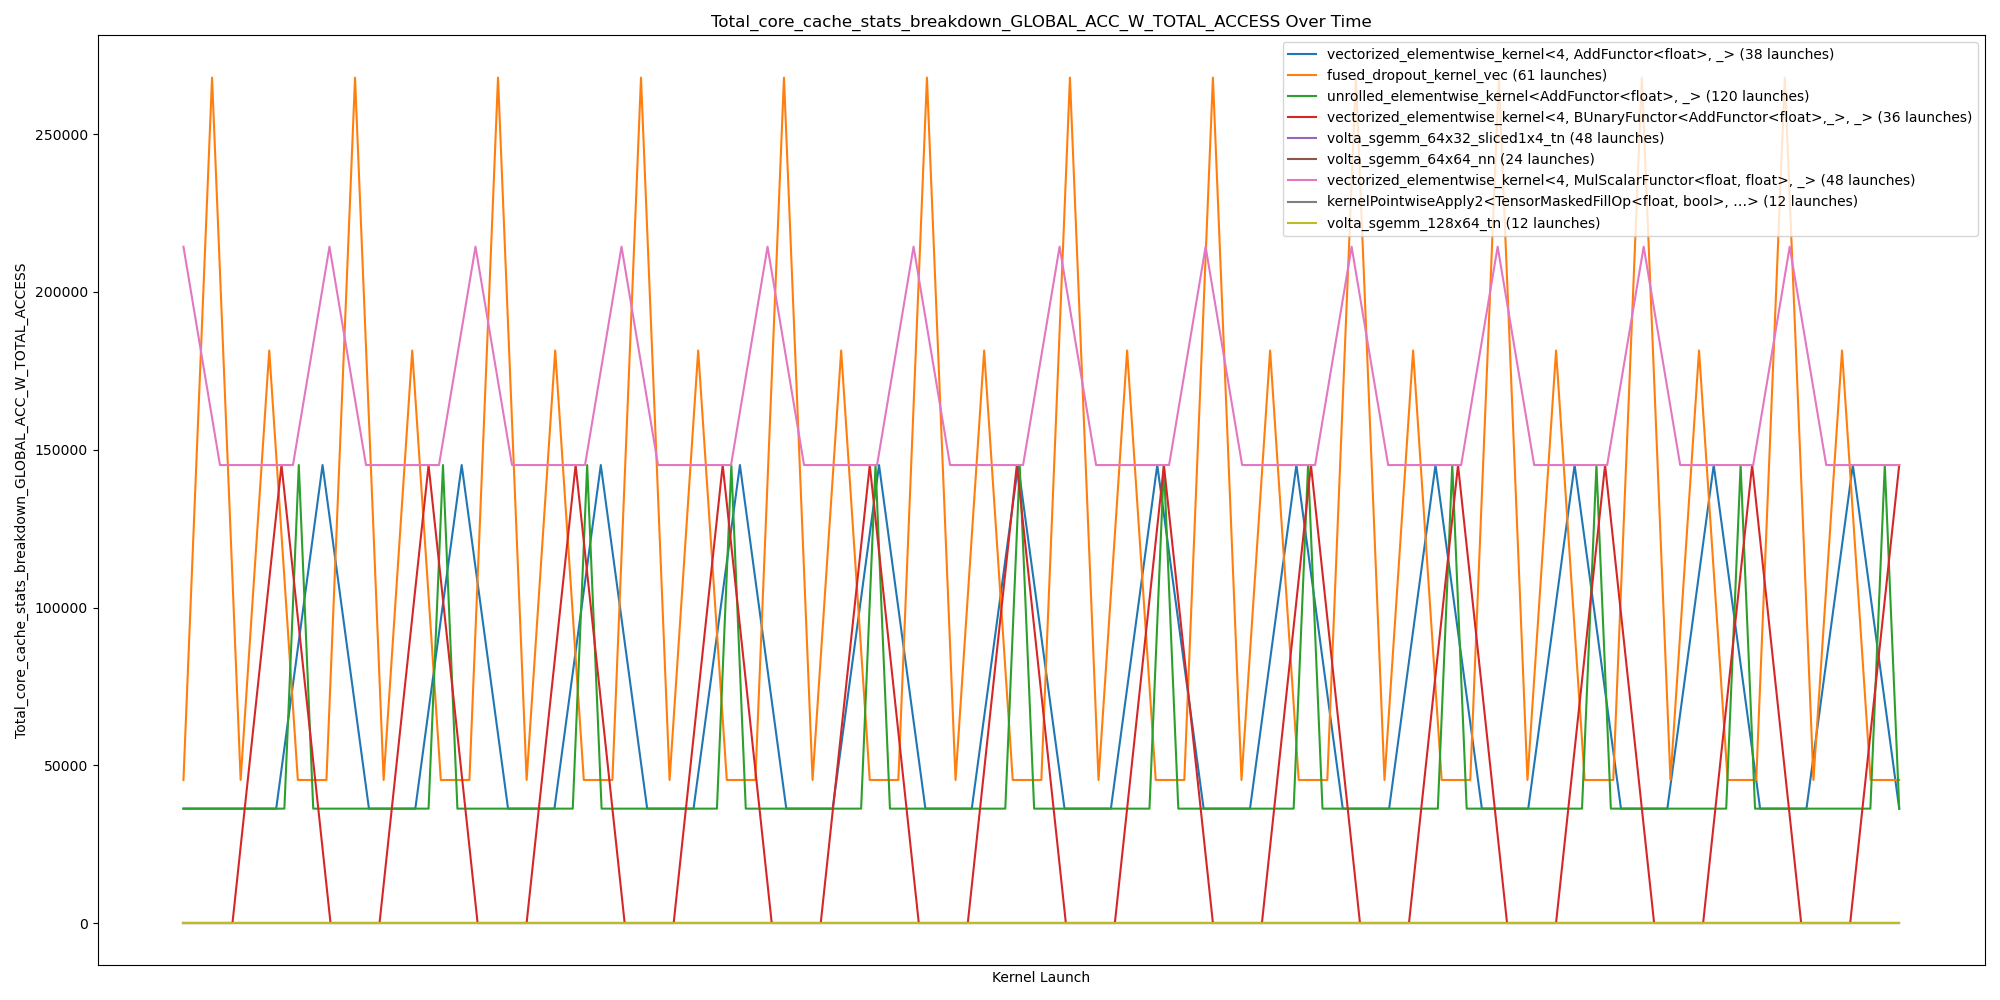 Total_core_cache_stats_breakdown_GLOBAL_ACC_W_TOTAL_ACCESS Over Time
vectorized_elementwise_kernel<4, AddFunctor<float>, _> (38 launches)
fused_dropout_kernel_vec (61 launches)
unrolled_elementwise_kernel<AddFunctor<float>, _> (120 launches)
vectorized_elementwise_kernel<4, BUnaryFunctor<AddFunctor<float>,_>, _> (36 launches)
volta_sgemm_64x32_sliced1x4_tn (48 launches)
volta_sgemm_64x64_nn (24 launches)
vectorized_elementwise_kernel<4, MulScalarFunctor<float, float>, _> (48 launches)
kernelPointwiseApply2<TensorMaskedFillOp<float, bool>, ...> (12 launches)
volta_sgemm_128x64_tn (12 launches)
Total_core_cache_stats_breakdown_GLOBAL_ACC_W_TOTAL_ACCESS
250000
200000
150000
100000
50000
0
Kernel Launch